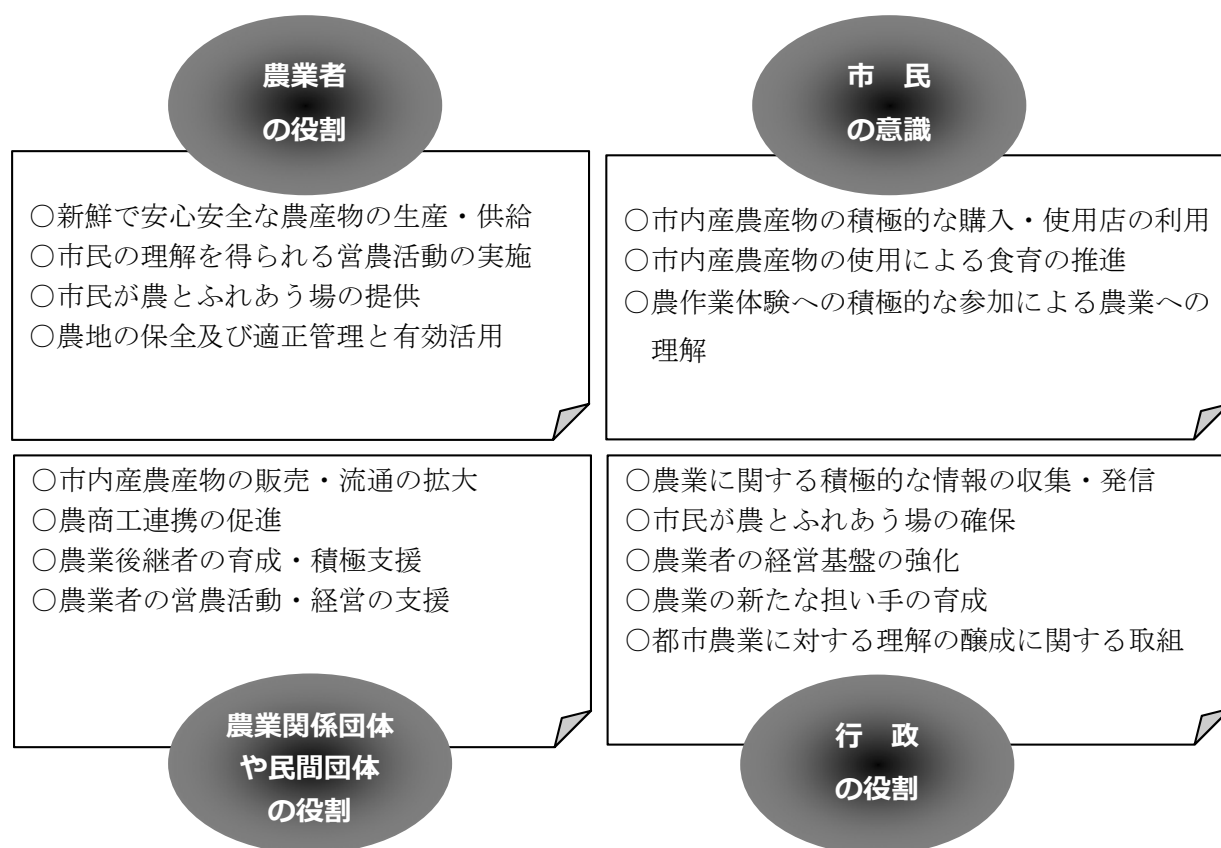 農業者
の役割
○新鮮で安心安全な農産物の生産・供給
○市民の理解を得られる営農活動の実施
○市民が農とふれあう場の提供
○農地の保全及び適正管理と有効活用
市　民
の意識
○市内産農産物の積極的な購入・使用店の利用
○市内産農産物の使用による食育の推進
○農作業体験への積極的な参加による農業への
理解
○市内産農産物の販売・流通の拡大
○農商工連携の促進
○農業後継者の育成・積極支援
○農業者の営農活動・経営の支援
農業関係団体
や民間団体
の役割
○農業に関する積極的な情報の収集・発信
○市民が農とふれあう場の確保
○農業者の経営基盤の強化
○農業の新たな担い手の育成
○都市農業に対する理解の醸成に関する取組
行　政
の役割